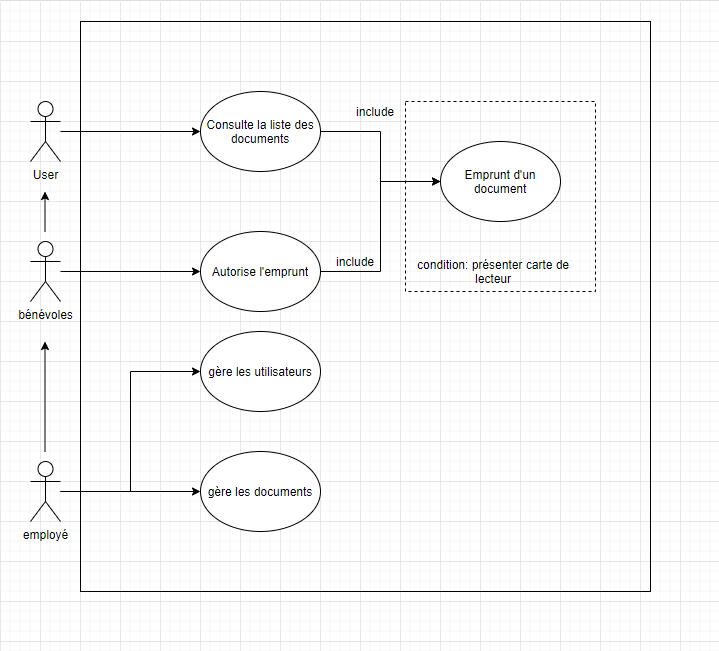 include
Consulte la liste des
documents
User
Emprunt d'un
document
include
condition: présenter carte de
lecteur
Autorise l'emprunt
bénévoles
gère les utilisateurs
gère les documents
employé